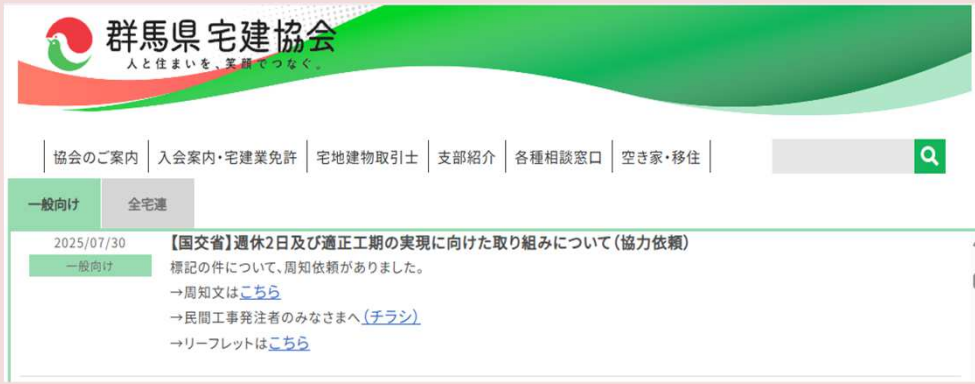 群馬県宅建協会
人と住まいを、笑顔でつなぐ。
協会のご案内 入会案内・宅建業免許 宅地建物取引士 支部紹介 各種相談窓口 空き家・移住
一般向け 全宅連
2025/07/30 【国交省】週休2日及び適正工期の実現に向けた取り組みについて(協力依頼)
一般向け 標記の件について、周知依頼がありました。
→周知文はこちら
→民間工事発注者のみなさまへ(チラシ)
→リーフレットはこちら